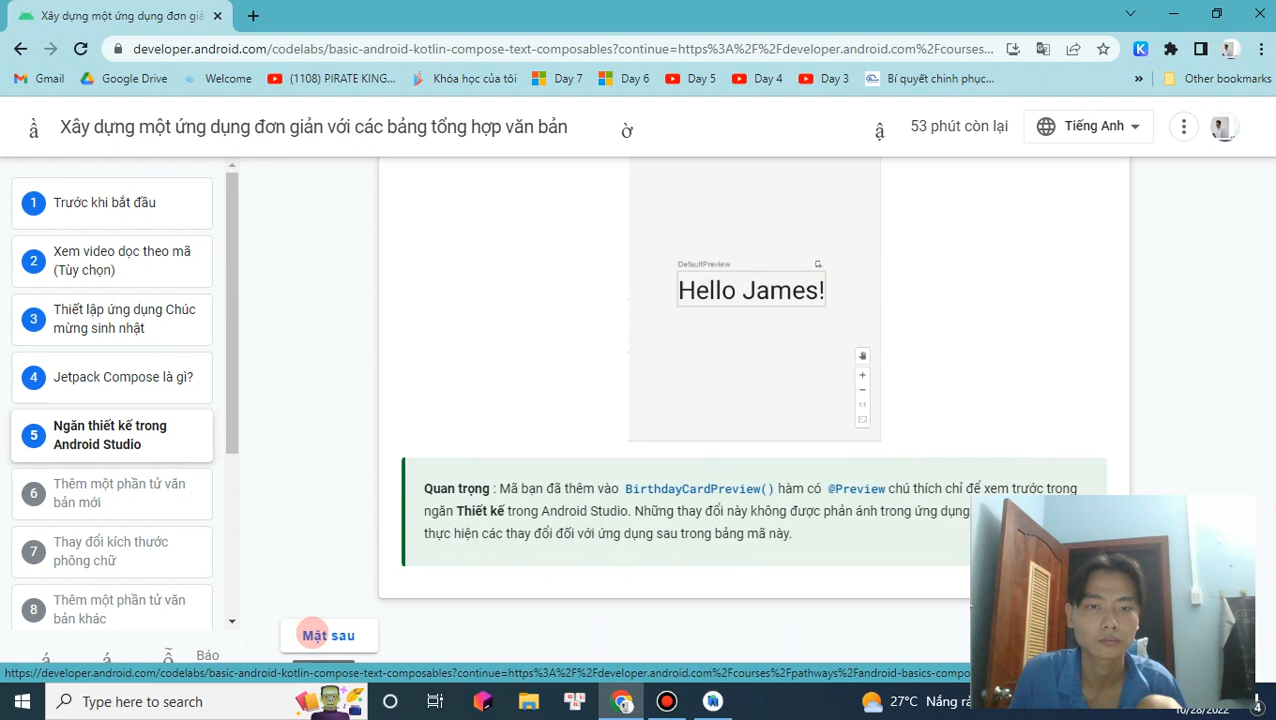 Xây dựng một ứng dụng đơn giả
developer.android.com/codelabs/basic-android-kotlin-compose-text-composables?continue=https%3A%2F%2Fdeveloper.android.com%2Fcourses...
Gmail
Google Drive
Welcome
(1108) PIRATE KING...
Khóa học của tôi
Day 7
Day 6
Day 5
Day 4
Day 3
Bí quyết chinh phục...
»
Other bookmarks
ầ
Xây dựng một ứng dụng đơn giản với các bảng tổng hợp văn bản
ờ
ậ
53 phút còn lại
Tiếng Anh
1 Trước khi bắt đầu
2 Xem video dọc theo mã
(Tùy chọn)
3 Thiết lập ứng dụng Chúc
mừng sinh nhật
4 Jetpack Compose là gì?
5 Ngăn thiết kế trong
Android Studio
6 Thêm một phần tử văn
bản mới
7 Thay đổi kích thước
phông chữ
8 Thêm một phần tử văn
bản khác
DefaultPreview
Hello James!
+
−
1:1
Quan trọng : Mã bạn đã thêm vào BirthdayCardPreview() hàm có @Preview chú thích chỉ để xem trước trong
ngăn Thiết kế trong Android Studio. Những thay đổi này không được phản ánh trong ứng dụng
thực hiện các thay đổi đối với ứng dụng sau trong bảng mã này.
Mặt sau
Báo
https://developer.android.com/codelabs/basic-android-kotlin-compose-text-composables?continue=https%3A%2F%2Fdeveloper.android.com%2Fcourses%2Fpathways%2Fandroid-basics-compo
Type here to search
27°C Nắng rả
10/28/2022
4